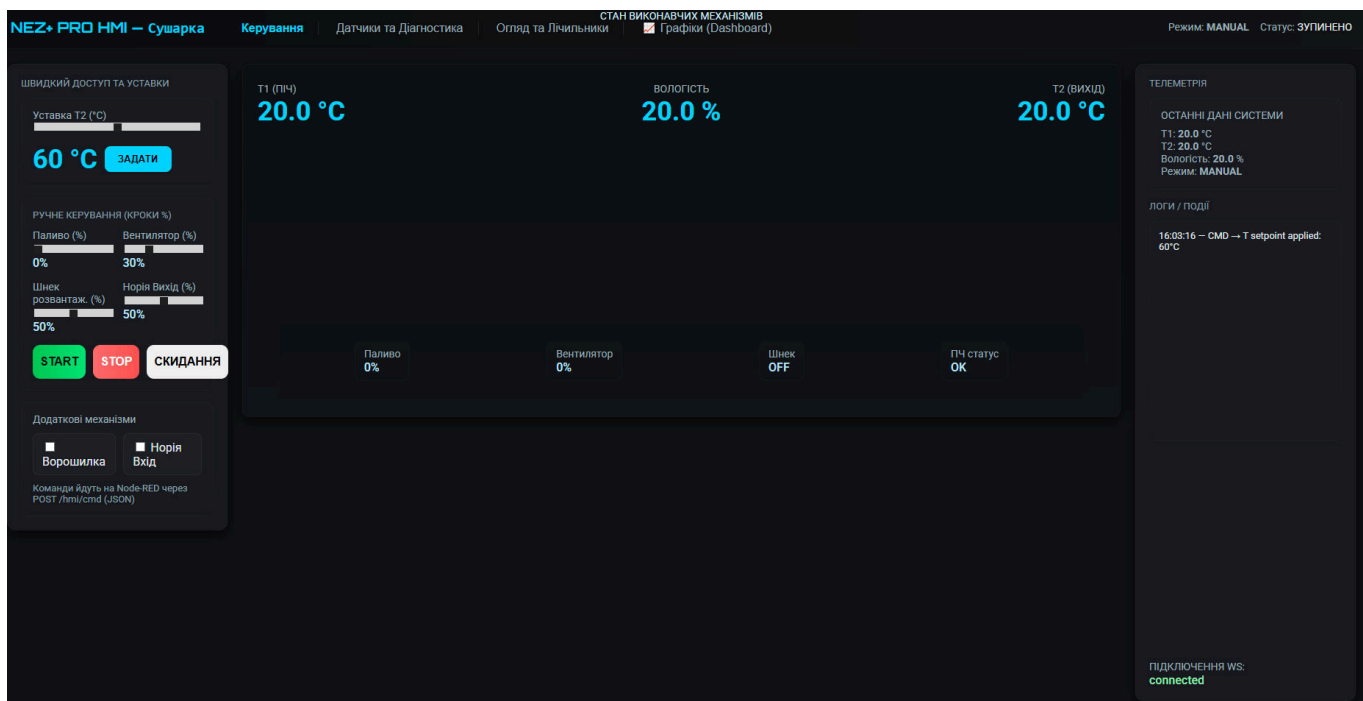 СТАН ВИКОНАВЧИХ МЕХАНІЗМІВ
NEZ+ PRO HMI — Сушарка
Керування
Датчики та Діагностика
Огляд та Лічильники
📈 Графіки (Dashboard)
Режим: MANUAL Статус: ЗУПИНЕНО
ШВИДКИЙ ДОСТУП ТА УСТАВКИ
Уставка T2 (°C)
60 °C
ЗАДАТИ
РУЧНЕ КЕРУВАННЯ (КРОКИ %)
Паливо (%)
0%
Вентилятор (%)
30%
Шнек
розвантаж. (%)
50%
Норія Вихід (%)
50%
START
STOP
СКИДАННЯ
Додаткові механізми
Ворошилка
Норія
Вхід
Команди йдуть на Node-RED через
POST /hmi/cmd (JSON)
T1 (ПІЧ)
20.0 °C
ВОЛОГІСТЬ
20.0 %
T2 (ВИХІД)
20.0 °C
Паливо
0%
Вентилятор
0%
Шнек
OFF
ПЧ статус
OK
ТЕЛЕМЕТРІЯ
ОСТАННІ ДАНІ СИСТЕМИ
T1: 20.0 °C
T2: 20.0 °C
Вологість: 20.0 %
Режим: MANUAL
ЛОГИ / ПОДІЇ
16:03:16 — CMD → T setpoint applied:
60°C
ПІДКЛЮЧЕННЯ WS:
connected